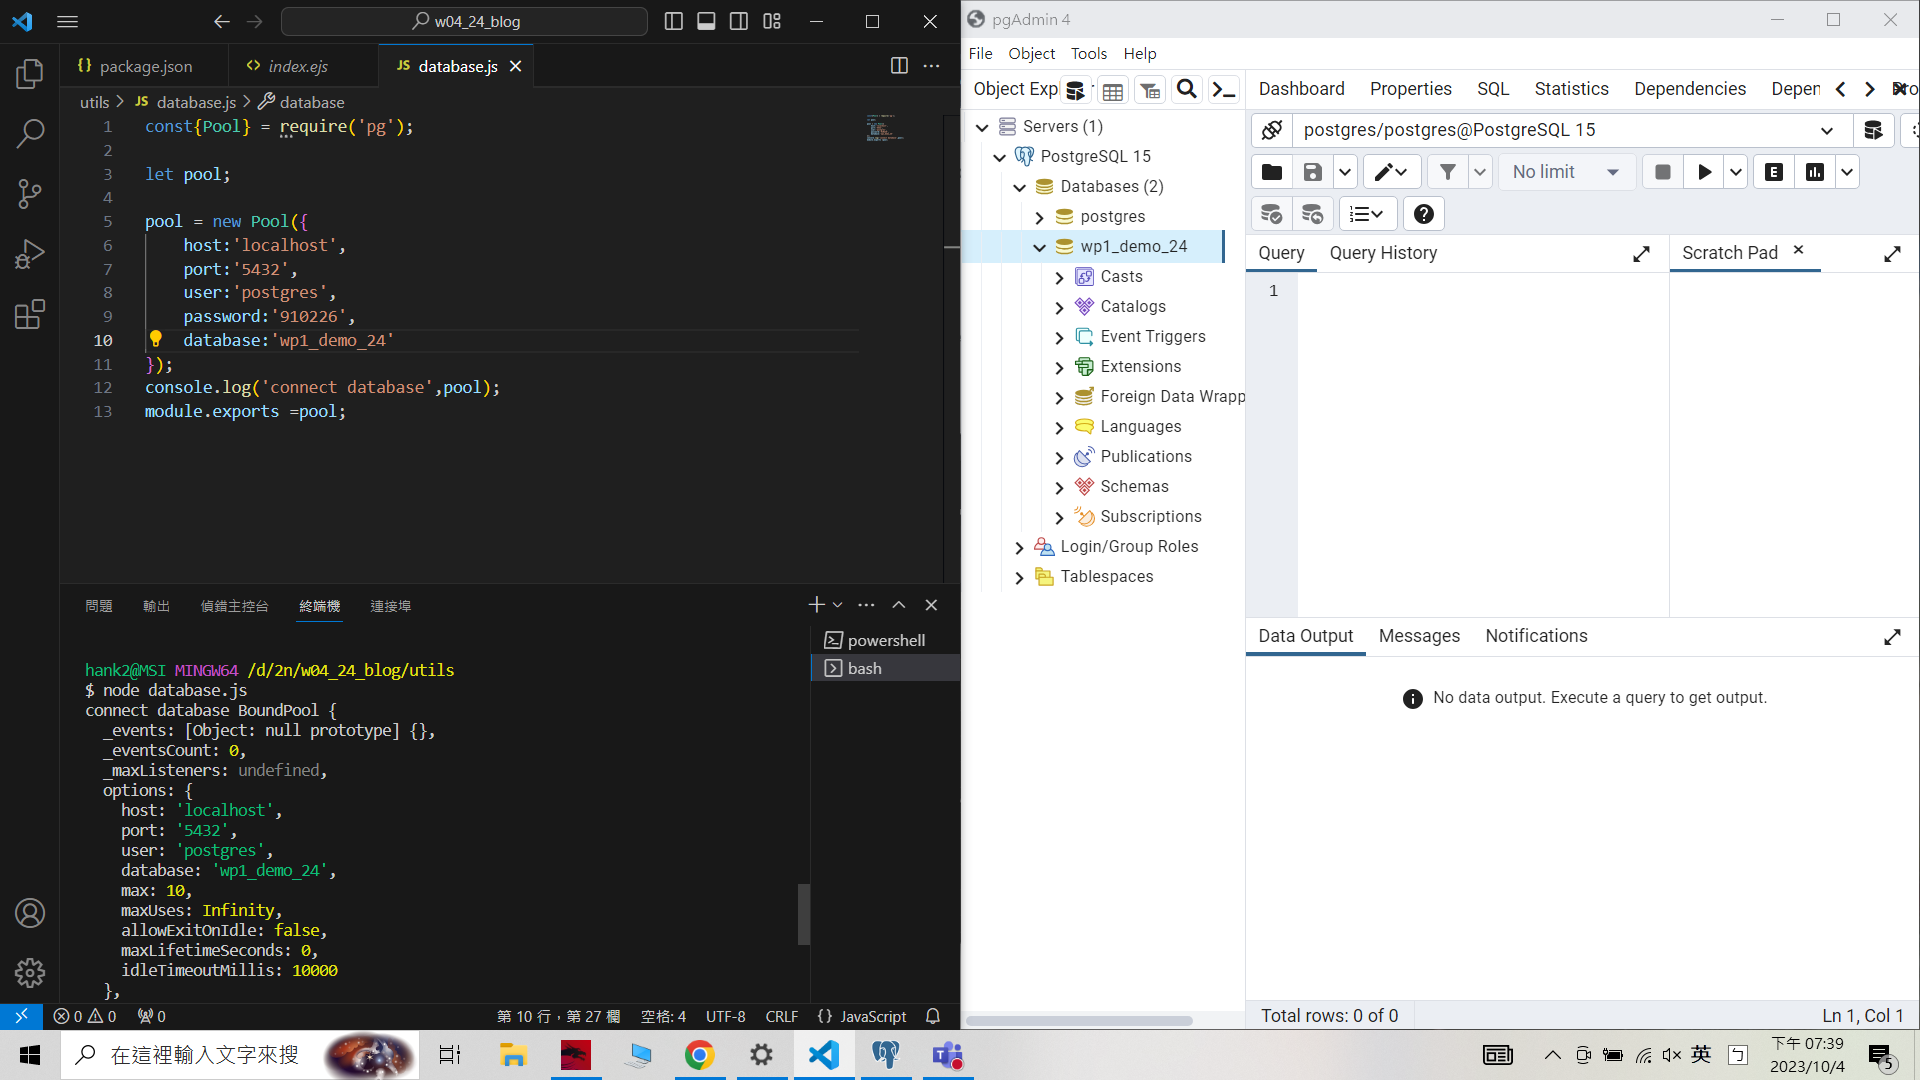 w04_24_blog
package.json
index.ejs
database.js
utils > database.js > database
1 const{Pool} = require('pg');
2
3 let pool;
4
5 pool = new Pool({
6 host:'localhost',
7 port:'5432',
8 user:'postgres',
9 password:'910226',
10 database:'wp1_demo_24'
11 });
12 console.log('connect database',pool);
13 module.exports =pool;
問題 輸出 偵錯主控台 終端機 連接埠
powershell
bash
hank2@MSI MINGW64 /d/2n/w04_24_blog/utils
$ node database.js
connect database BoundPool {
_events: [Object: null prototype] {},
_eventsCount: 0,
_maxListeners: undefined,
options: {
host: 'localhost',
port: '5432',
user: 'postgres',
database: 'wp1_demo_24',
max: 10,
maxUses: Infinity,
allowExitOnIdle: false,
maxLifetimeSeconds: 0,
idleTimeoutMillis: 10000
},
0 0 0 第 10 行，第 27 欄 空格: 4 UTF-8 CRLF {} JavaScript
pgAdmin 4
File Object Tools Help
Object Exp
Servers (1)
PostgreSQL 15
Databases (2)
postgres
wp1_demo_24
Casts
Catalogs
Event Triggers
Extensions
Foreign Data Wrapp
Languages
Publications
Schemas
Subscriptions
Login/Group Roles
Tablespaces
Dashboard Properties SQL Statistics Dependencies Depen
postgres/postgres@PostgreSQL 15
No limit
E
Query Query History
Scratch Pad
1
Data Output Messages Notifications
No data output. Execute a query to get output.
Total rows: 0 of 0
Ln 1, Col 1
在這裡輸入文字來搜
英
下午 07:39
2023/10/4
5